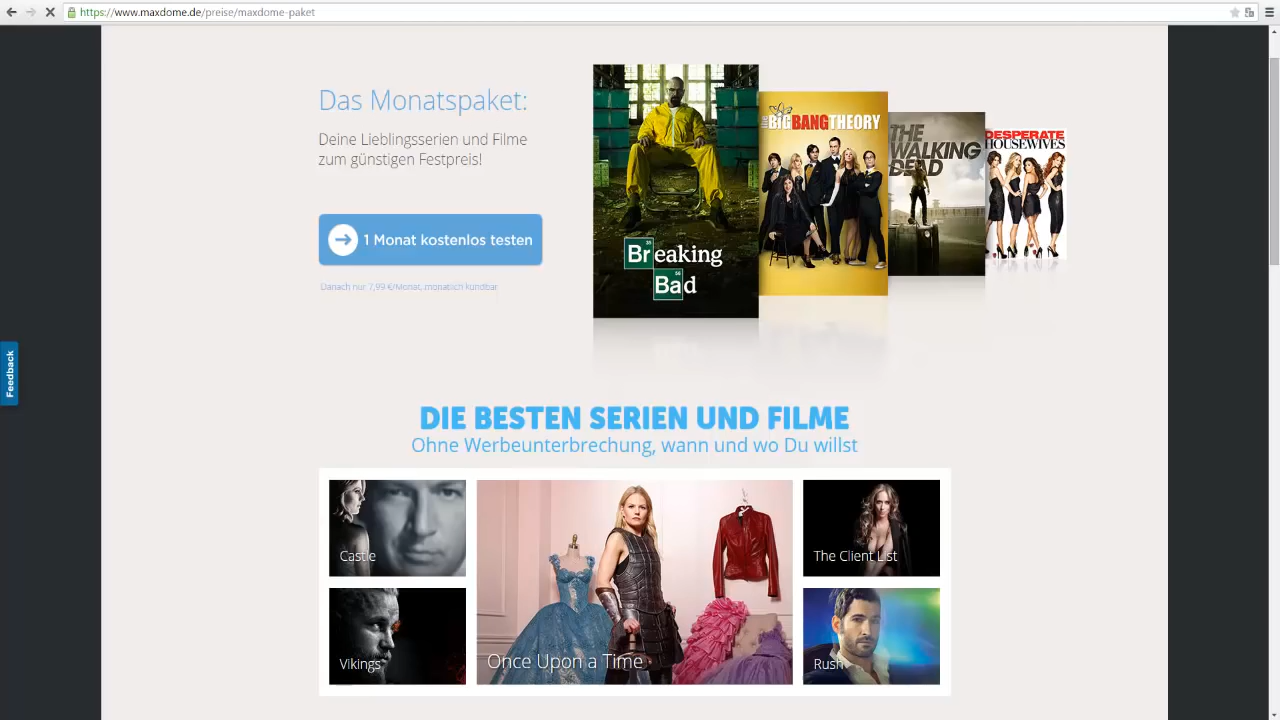 https://www.maxdome.de/preise/maxdome-paket
Das Monatspaket:
Deine Lieblingsserien und Filme
zum günstigen Festpreis!
1 Monat kostenlos testen
Danach nur 7,99 €/Monat, monatlich kündbar
Breaking
Bad
the
BIG BANG THEORY
THE
WALKING
DEAD
DESPERATE
HOUSEWIVES
Feedback
DIE BESTEN SERIEN UND FILME
Ohne Werbeunterbrechung, wann und wo Du willst
Castle
Once Upon a Time
The Client List
Vikings
Rush